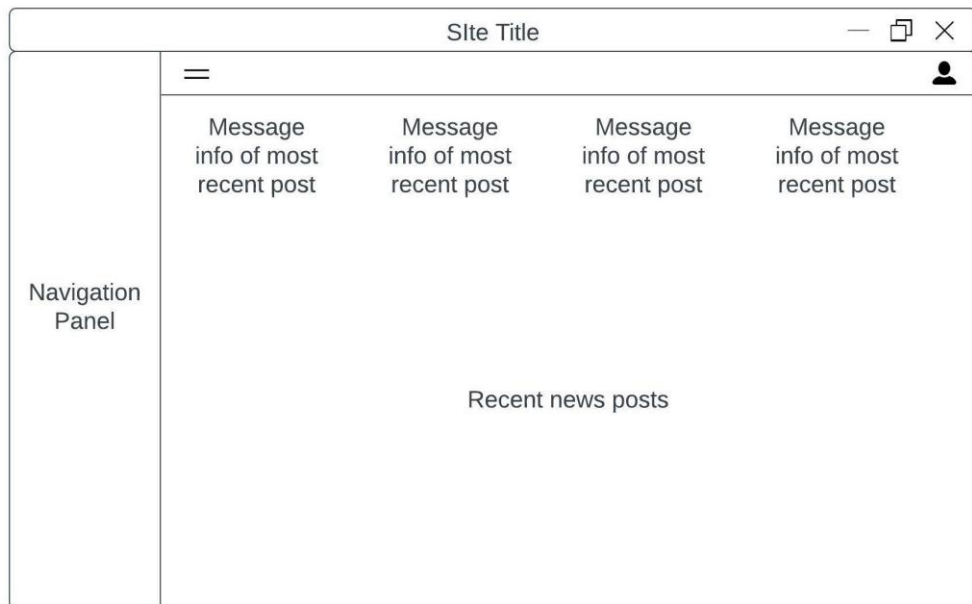 SIte Title
Message
info of most
recent post
Message
info of most
recent post
Message
info of most
recent post
Message
info of most
recent post
Navigation
Panel
Recent news posts